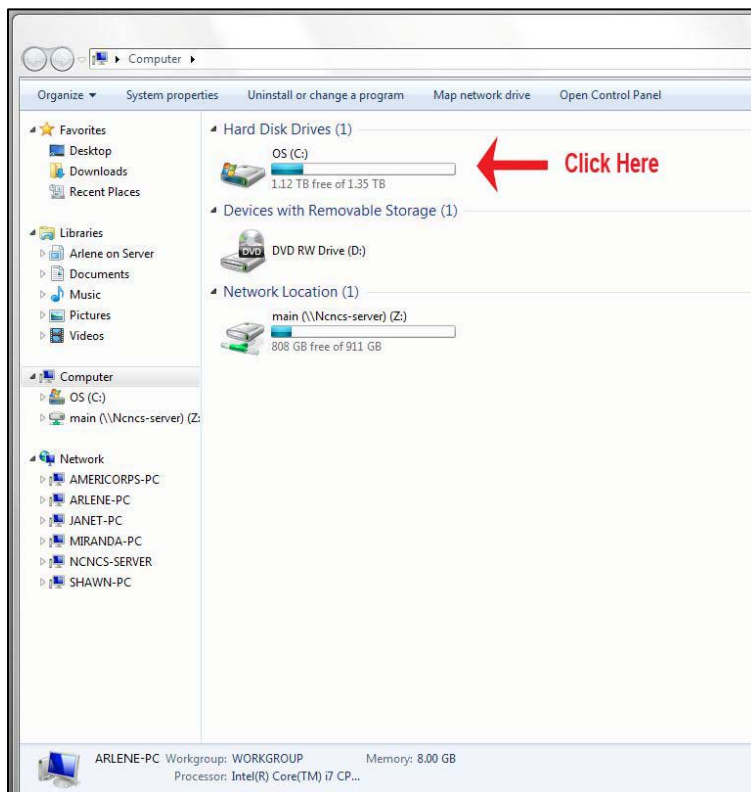 Computer
Organize
System properties
Uninstall or change a program
Map network drive
Open Control Panel
Favorites
Desktop
Downloads
Recent Places
Libraries
Arlene on Server
Documents
Music
Pictures
Videos
Computer
OS (C:)
main (\\Ncncs-server) (Z:
Network
AMERICORPS-PC
ARLENE-PC
JANET-PC
MIRANDA-PC
NCNCS-SERVER
SHAWN-PC
Hard Disk Drives (1)
OS (C:)
1.12 TB free of 1.35 TB
Click Here
Devices with Removable Storage (1)
DVD
DVD RW Drive (D:)
Network Location (1)
main (\\Ncncs-server) (Z:)
808 GB free of 911 GB
ARLENE-PC Workgroup: WORKGROUP Memory: 8.00 GB
Processor: Intel(R) Core(TM) i7 CP...